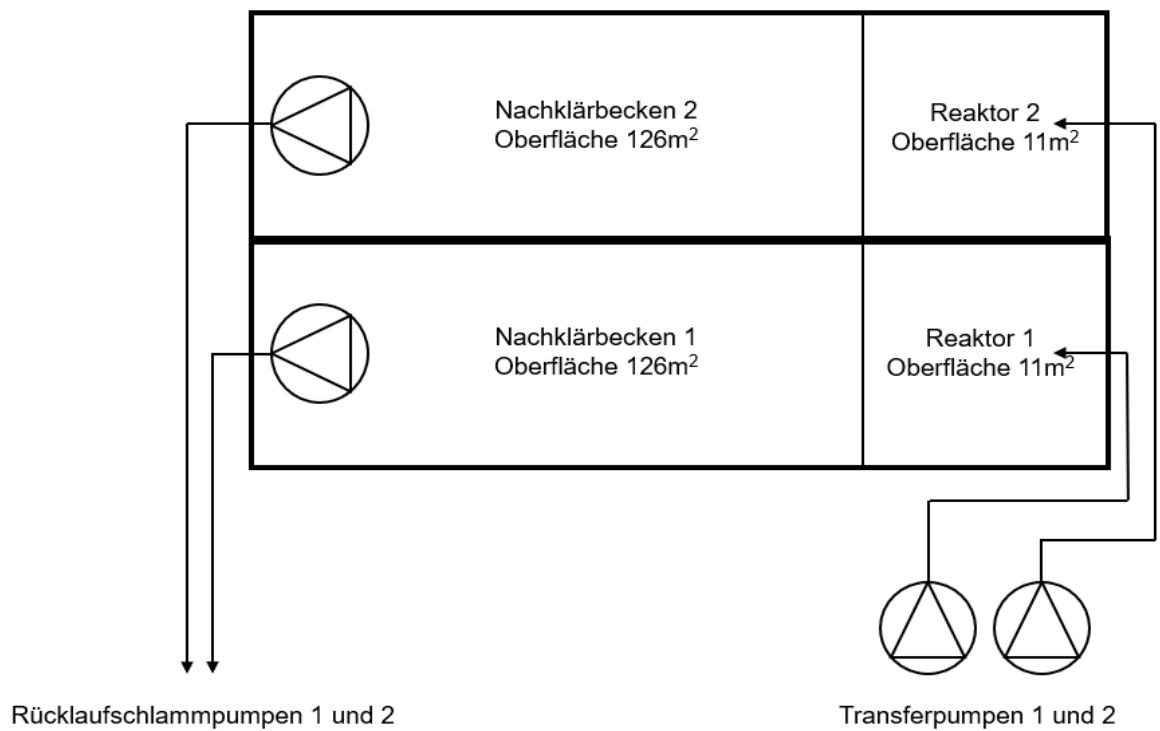 Nachklärbecken 2
Oberfläche 126m²
Reaktor 2
Oberfläche 11m²
Nachklärbecken 1
Oberfläche 126m²
Reaktor 1
Oberfläche 11m²
Rücklaufschlammpumpen 1 und 2
Transferpumpen 1 und 2